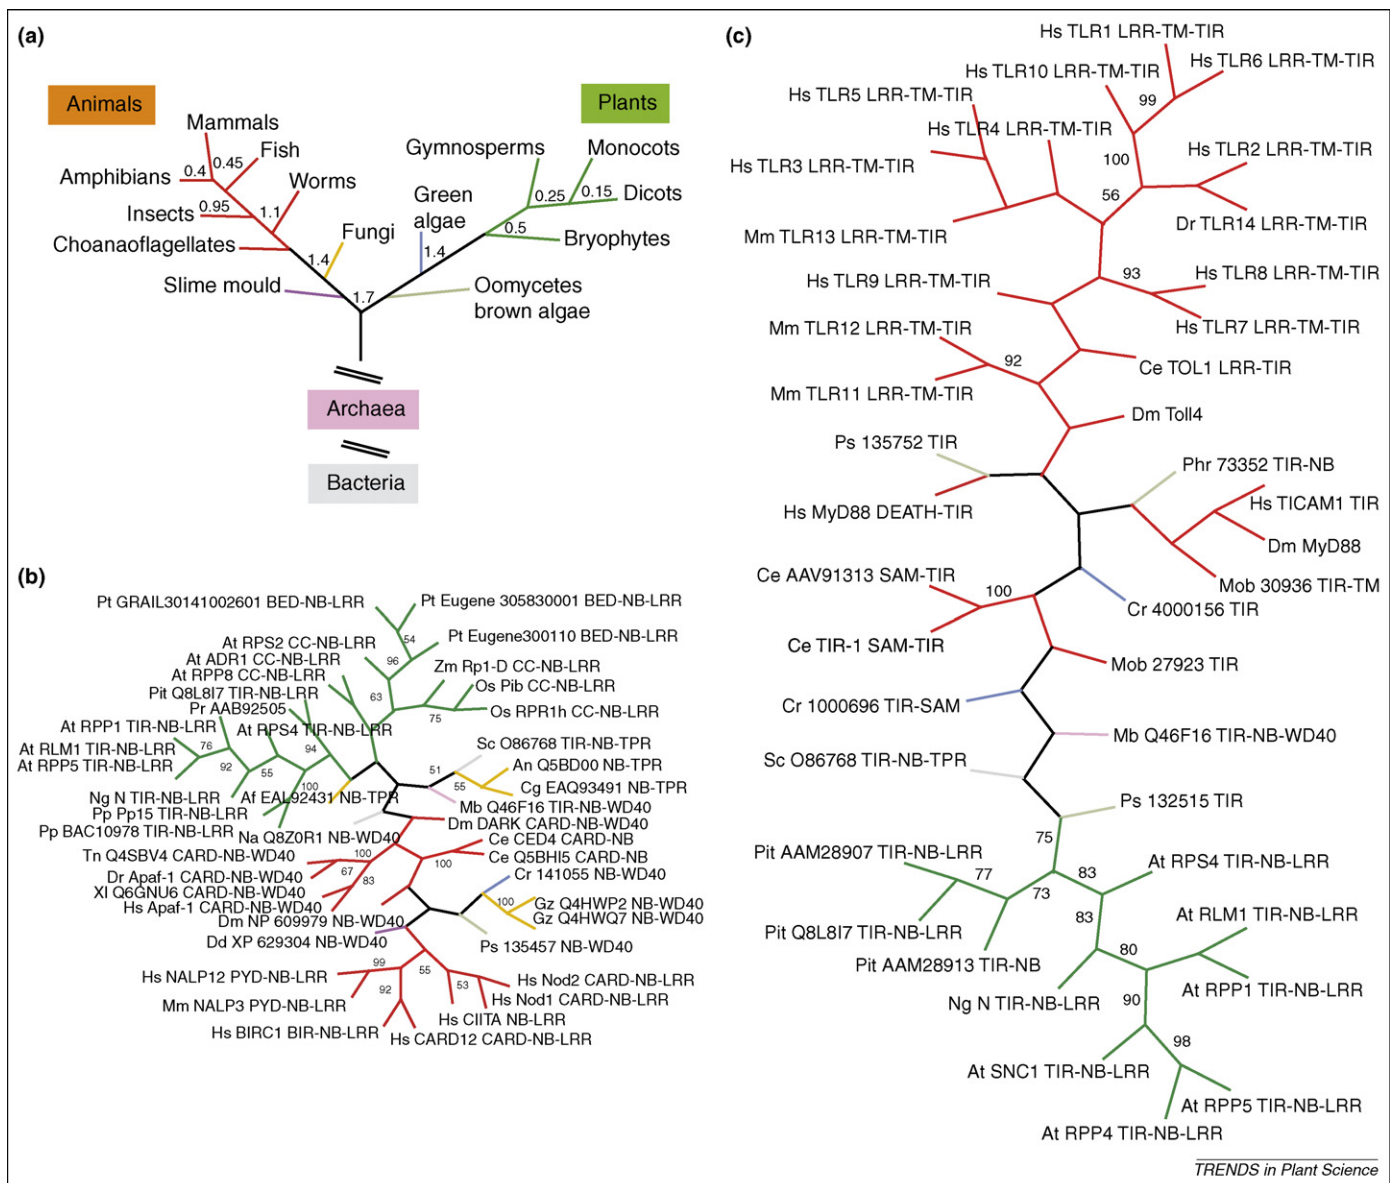 (a)
Animals
Plants
Mammals
Fish
Amphibians
0.4
0.45
Worms
Insects
0.95
1.1
Choanaoflagellates
Fungi
1.4
Slime mould
1.7
Gymnosperms
Monocots
Green
algae
0.25
0.15
Dicots
0.5
Bryophytes
1.4
Oomycetes
brown algae
Archaea
Bacteria
(b)
Pt GRAIL30141002601 BED-NB-LRR
Pt Eugene 305830001 BED-NB-LRR
54
Pt Eugene300110 BED-NB-LRR
At RPS2 CC-NB-LRR
96
At ADR1 CC-NB-LRR
Zm Rp1-D CC-NB-LRR
At RPP8 CC-NB-LRR
Os Pib CC-NB-LRR
Pit Q8L8I7 TIR-NB-LRR
63
Pr AAB92505
75
Os RPR1h CC-NB-LRR
At RPP1 TIR-NB-LRR
At RPS4 TIR-NB-LRR
At RLM1 TIR-NB-LRR
76
94
Sc O86768 TIR-NB-TPR
At RPP5 TIR-NB-LRR
92
55
51
An Q5BD00 NB-TPR
100
55
Cg EAQ93491 NB-TPR
Ng N TIR-NB-LRR
Af EAL92431 NB-TPR
Mb Q46F16 TIR-NB-WD40
Pp Pp15 TIR-NB-LRR
Dm DARK CARD-NB-WD40
Pp BAC10978 TIR-NB-LRR
Na Q8Z0R1 NB-WD40
Ce CED4 CARD-NB
Tn Q4SBV4 CARD-NB-WD40
100
100
Ce Q5BHI5 CARD-NB
Dr Apaf-1 CARD-NB-WD40
67
83
Cr 141055 NB-WD40
Xl Q6GNU6 CARD-NB-WD40
Hs Apaf-1 CARD-NB-WD40
100
Gz Q4HWP2 NB-WD40
Dm NP 609979 NB-WD40
Gz Q4HWQ7 NB-WD40
Dd XP 629304 NB-WD40
Ps 135457 NB-WD40
99
55
Hs NALP12 PYD-NB-LRR
Hs Nod2 CARD-NB-LRR
92
53
Mm NALP3 PYD-NB-LRR
Hs Nod1 CARD-NB-LRR
Hs CIITA NB-LRR
Hs BIRC1 BIR-NB-LRR
Hs CARD12 CARD-NB-LRR
(c)
Hs TLR1 LRR-TM-TIR
Hs TLR6 LRR-TM-TIR
Hs TLR10 LRR-TM-TIR
Hs TLR5 LRR-TM-TIR
99
Hs TLR4 LRR-TM-TIR
Hs TLR2 LRR-TM-TIR
100
Hs TLR3 LRR-TM-TIR
56
Dr TLR14 LRR-TM-TIR
Mm TLR13 LRR-TM-TIR
93
Hs TLR8 LRR-TM-TIR
Hs TLR9 LRR-TM-TIR
Hs TLR7 LRR-TM-TIR
Mm TLR12 LRR-TM-TIR
92
Ce TOL1 LRR-TIR
Mm TLR11 LRR-TM-TIR
Dm Toll4
Ps 135752 TIR
Phr 73352 TIR-NB
Hs TICAM1 TIR
Hs MyD88 DEATH-TIR
Dm MyD88
Ce AAV91313 SAM-TIR
Mob 30936 TIR-TM
100
Cr 4000156 TIR
Ce TIR-1 SAM-TIR
Mob 27923 TIR
Cr 1000696 TIR-SAM
Mb Q46F16 TIR-NB-WD40
Sc O86768 TIR-NB-TPR
Ps 132515 TIR
75
Pit AAM28907 TIR-NB-LRR
At RPS4 TIR-NB-LRR
77
83
73
83
At RLM1 TIR-NB-LRR
Pit Q8L8I7 TIR-NB-LRR
80
Pit AAM28913 TIR-NB
At RPP1 TIR-NB-LRR
Ng N TIR-NB-LRR
90
98
At SNC1 TIR-NB-LRR
At RPP5 TIR-NB-LRR
At RPP4 TIR-NB-LRR
TRENDS in Plant Science